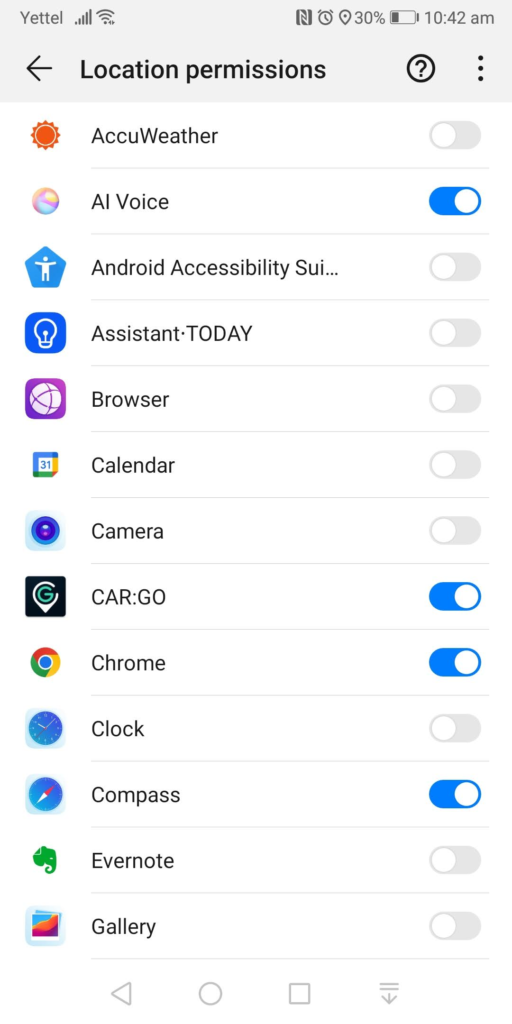 Yettel 30% 10:42 am
Location permissions
AccuWeather
AI Voice
Android Accessibility Sui...
Assistant·TODAY
Browser
31
Calendar
Camera
CAR:GO
Chrome
Clock
Compass
Evernote
Gallery